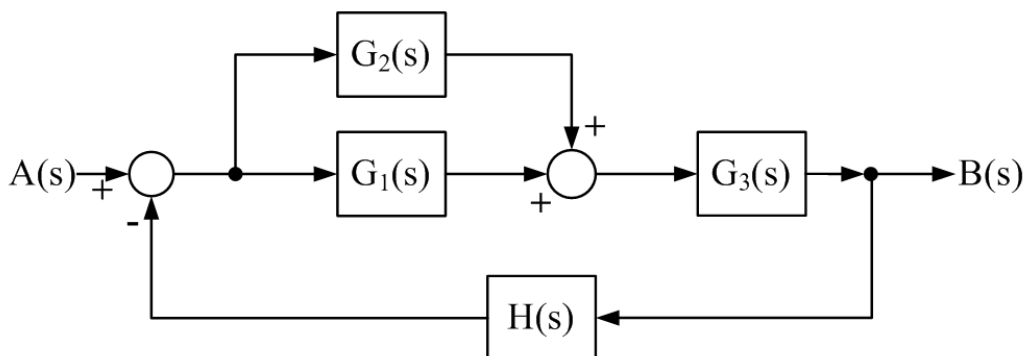 G₂(s)
+
A(s)
+
G₁(s)
+
G₃(s)
B(s)
-
H(s)